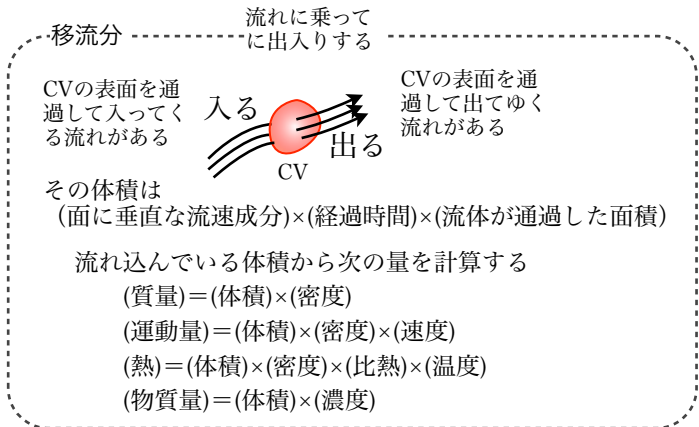 移流分
流れに乗って
に出入りする
CVの表面を通
過して入ってく
る流れがある
入る
CV
出る
CVの表面を通
過して出てゆく
流れがある
その体積は
(面に垂直な流速成分)×(経過時間)×(流体が通過した面積)
流れ込んでいる体積から次の量を計算する
(質量)＝(体積)×(密度)
(運動量)＝(体積)×(密度)×(速度)
(熱)＝(体積)×(密度)×(比熱)×(温度)
(物質量)＝(体積)×(濃度)